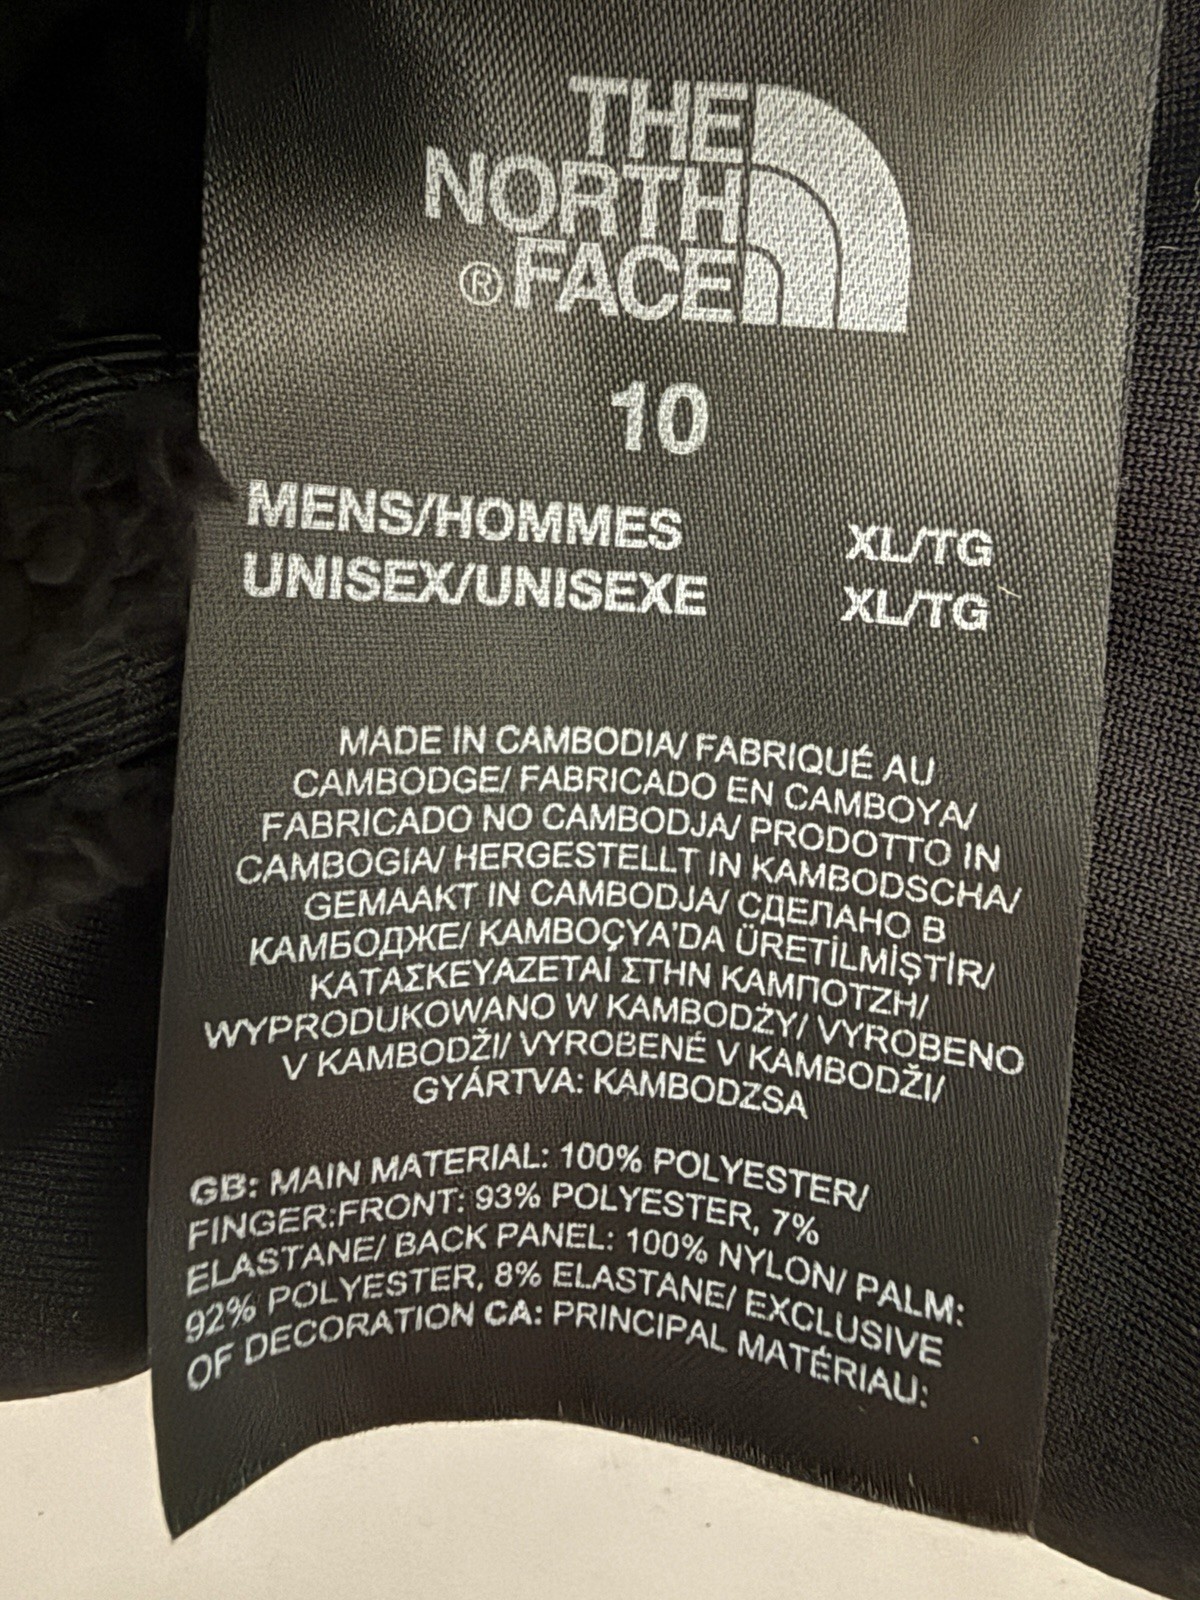 THE
NORTH
® FACE
10
MENS/HOMMES XL/TG
UNISEX/UNISEXE XL/TG
MADE IN CAMBODIA/ FABRIQUÉ AU
CAMBODGE/ FABRICADO EN CAMBOYA/
FABRICADO NO CAMBODJA/ PRODOTTO IN
CAMBOGIA/ HERGESTELLT IN KAMBODSCHA/
GEMAAKT IN CAMBODJA/ СДЕЛАНО В
КАМБОДЖЕ/ KAMBOÇYA'DA ÜRETİLMİŞTİR/
ΚΑΤΑΣΚΕΥΑΖΕΤΑΙ ΣΤΗΝ ΚΑΜΠΟΤΖΗ/
WYPRODUKOWANO W KAMBODŻY/ VYROBENO
V KAMBODŽI/ VYROBENÉ V KAMBODŽI/
GYÁRTVA: KAMBODZSA
GB: MAIN MATERIAL: 100% POLYESTER/
FINGER:FRONT: 93% POLYESTER, 7%
ELASTANE/ BACK PANEL: 100% NYLON/ PALM:
92% POLYESTER, 8% ELASTANE/ EXCLUSIVE
OF DECORATION CA: PRINCIPAL MATÉRIAU: